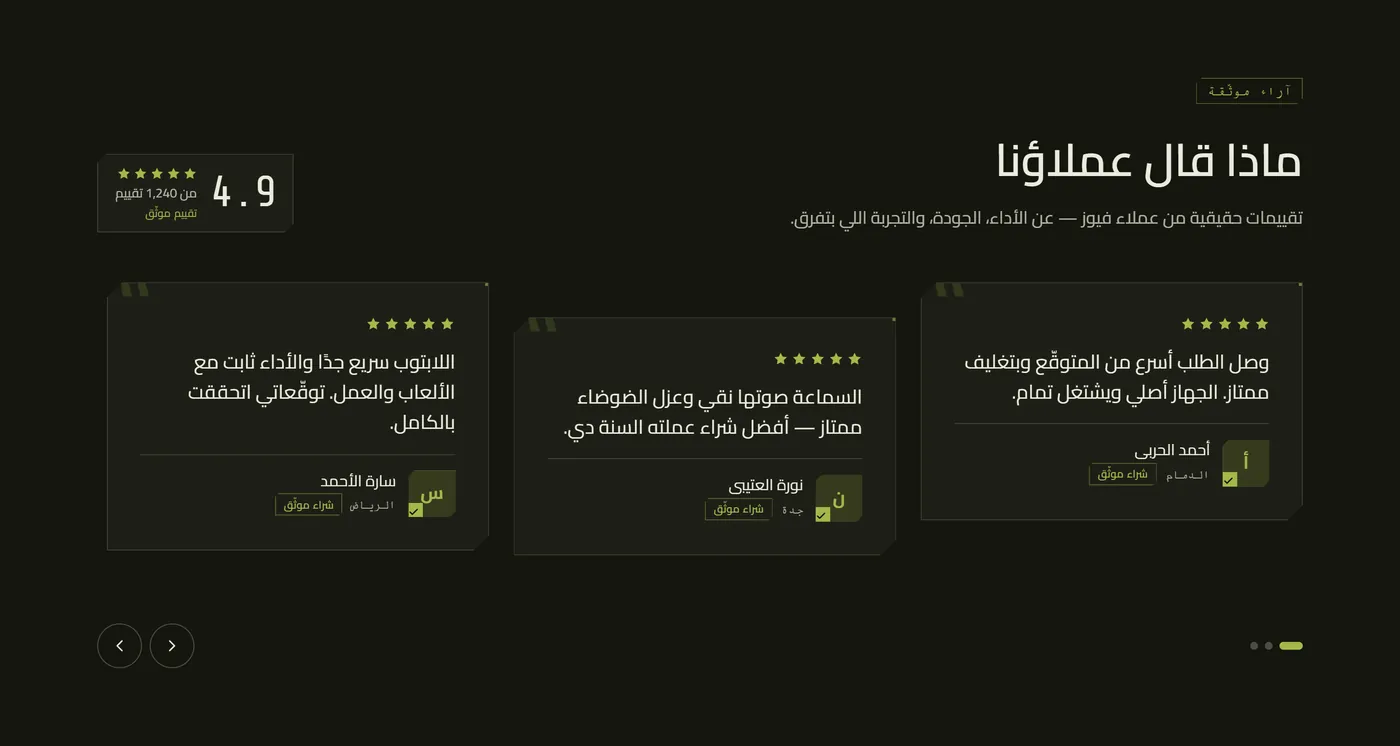 آراء موثّقة
ماذا قال عملاؤنا
تقييمات حقيقية من عملاء فيوز — عن الأداء، الجودة، والتجربة اللي بتفرق.
4.9
من 1,240 تقييم
تقييم موثّق
وصل الطلب أسرع من المتوقّع وبتغليف
ممتاز. الجهاز أصلي ويشتغل تمام.
أ
أحمد الحربي
الدمام
شراء موثّق
السماعة صوتها نقي وعزل الضوضاء
ممتاز — أفضل شراء عملته السنة دي.
ن
نورة العتيبي
جدة
شراء موثّق
اللابتوب سريع جدًا والأداء ثابت مع
الألعاب والعمل. توقّعاتي اتحققت
بالكامل.
س
سارة الأحمد
الرياض
شراء موثّق